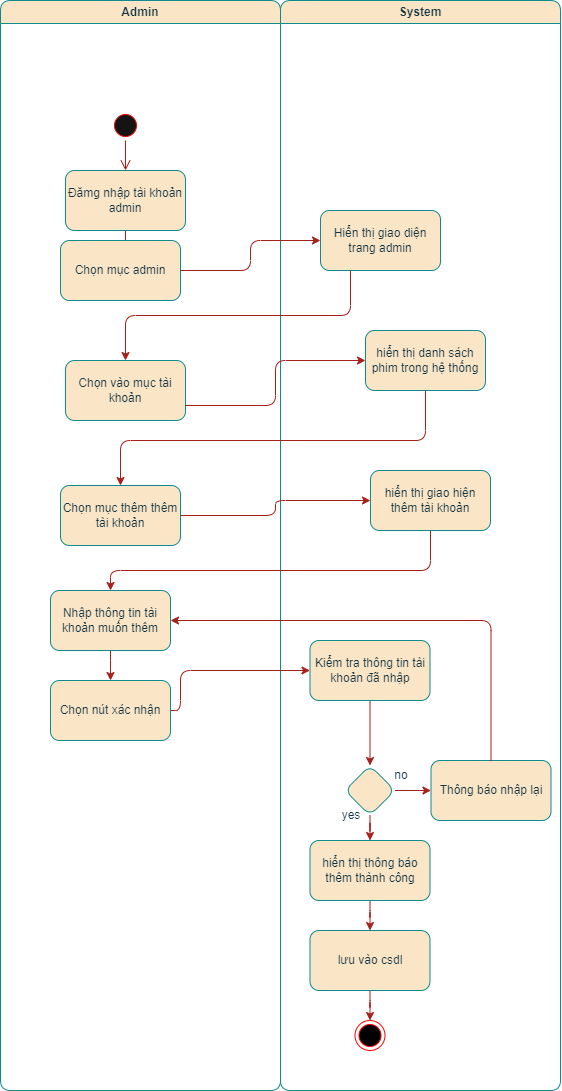 Admin
System
Đămg nhập tài khoản
admin
Chọn mục admin
Hiển thị giao diện
trang admin
Chọn vào mục tài
khoản
hiển thị danh sách
phim trong hệ thống
Chọn mục thêm thêm
tài khoản
hiển thị giao hiện
thêm tài khoản
Nhập thông tin tài
khoản muốn thêm
Chọn nút xác nhận
Kiểm tra thông tin tài
khoản đã nhập
no
Thông báo nhập lại
yes
hiển thị thông báo
thêm thành công
lưu vào csdl